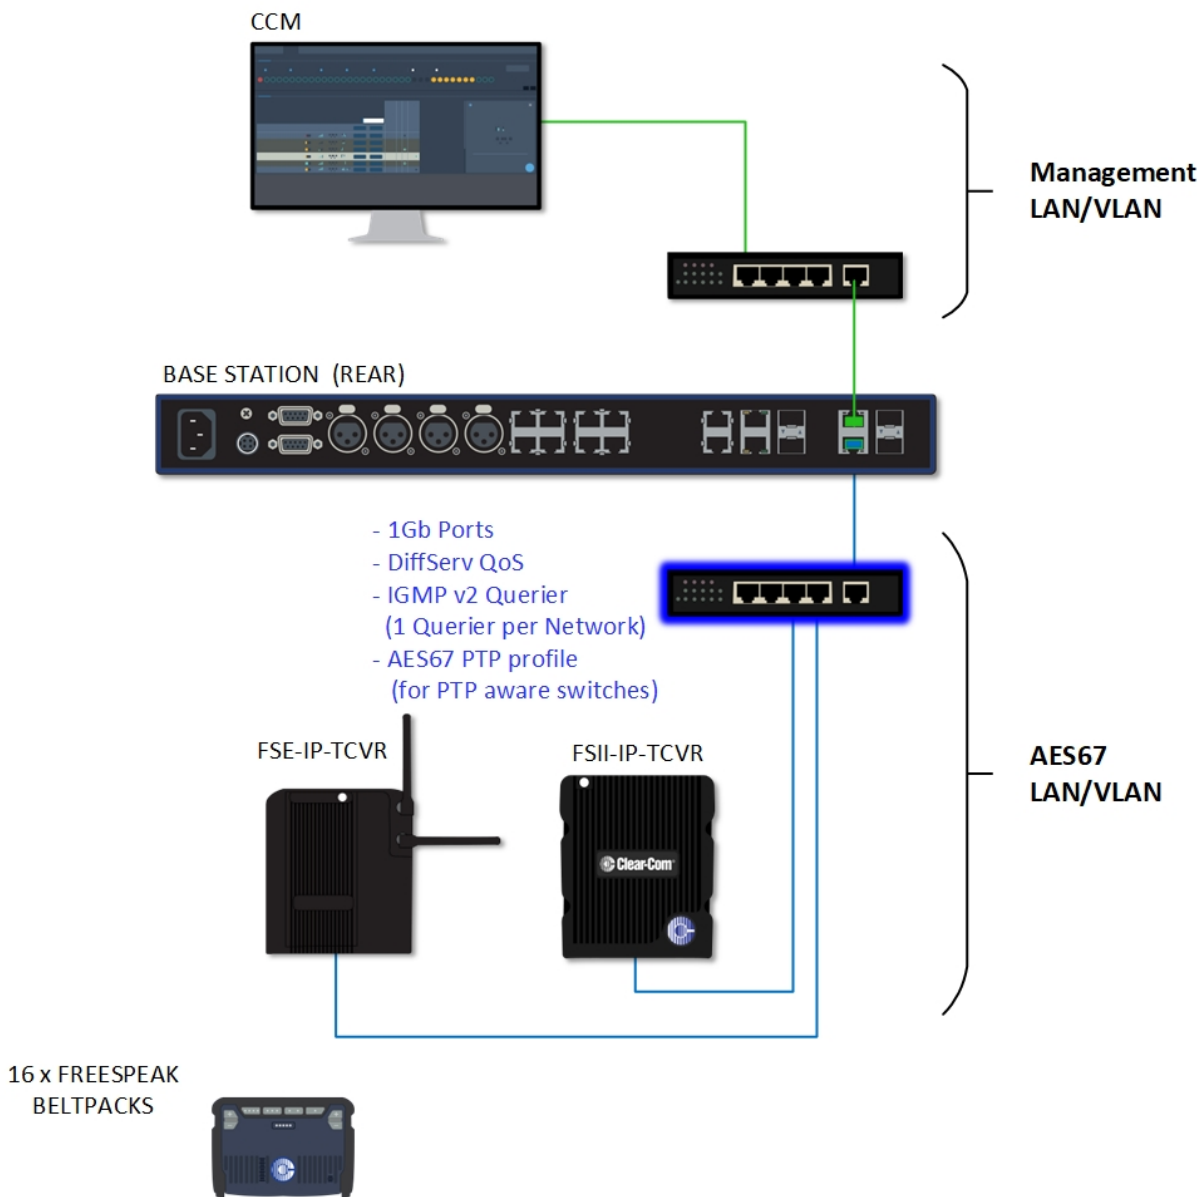 CCM
Management
LAN/VLAN
BASE STATION  (REAR)
- 1Gb Ports
- DiffServ QoS
- IGMP v2 Querier
(1 Querier per Network)
- AES67 PTP profile
(for PTP aware switches)
FSE-IP-TCVR
FSII-IP-TCVR
AES67
LAN/VLAN
Clear-Com
16 x FREESPEAK
BELTPACKS